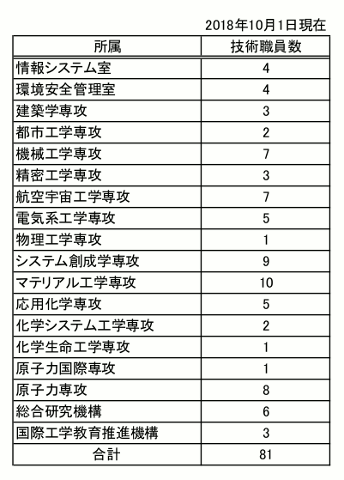 2018年10月1日現在
所属 技術職員数
情報システム室 4
環境安全管理室 4
建築学専攻 3
都市工学専攻 2
機械工学専攻 7
精密工学専攻 3
航空宇宙工学専攻 7
電気系工学専攻 5
物理工学専攻 1
システム創成学専攻 9
マテリアル工学専攻 10
応用化学専攻 5
化学システム工学専攻 2
化学生命工学専攻 1
原子力国際専攻 1
原子力専攻 8
総合研究機構 6
国際工学教育推進機構 3
合計 81